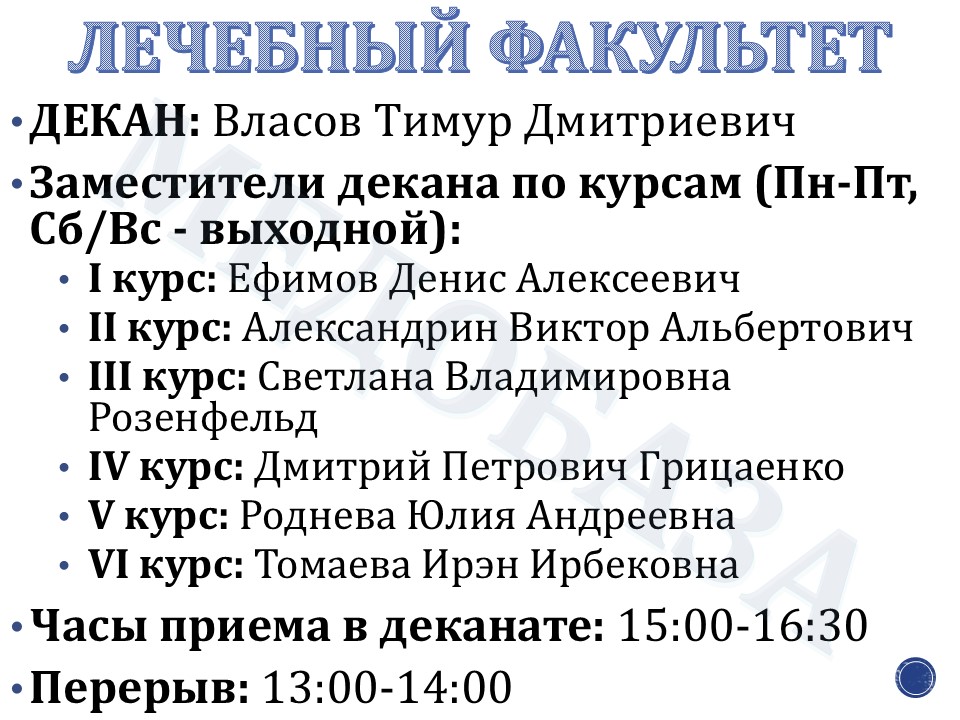 ЛЕЧЕБНЫЙ ФАКУЛЬТЕТ
• ДЕКАН: Власов Тимур Дмитриевич
• Заместители декана по курсам (Пн-Пт,
Сб/Вс - выходной):
• I курс: Ефимов Денис Алексеевич
• II курс: Александрин Виктор Альбертович
• III курс: Светлана Владимировна
Розенфельд
• IV курс: Дмитрий Петрович Грицаенко
• V курс: Роднева Юлия Андреевна
• VI курс: Томаева Ирэн Ирбековна
• Часы приема в деканате: 15:00-16:30
• Перерыв: 13:00-14:00
МЕДОБАЗА